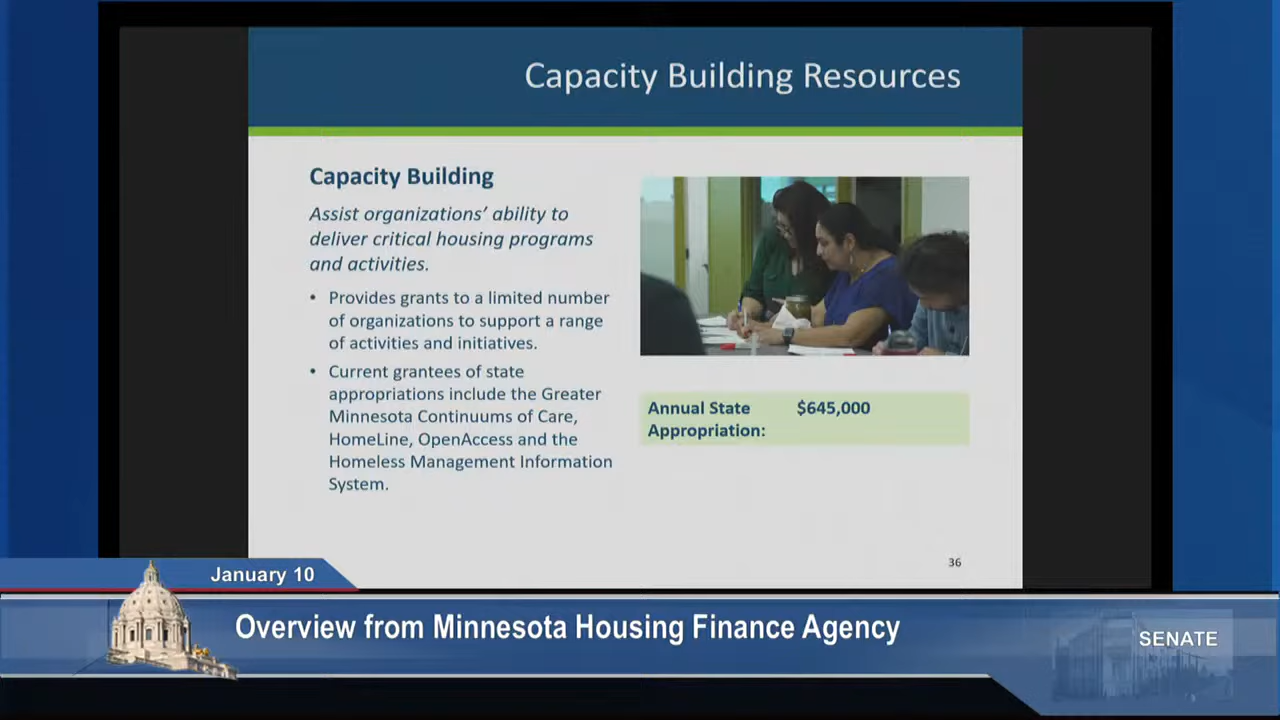 Capacity Building Resources
Capacity Building
Assist organizations’ ability to
deliver critical housing programs
and activities.
• Provides grants to a limited number
of organizations to support a range
of activities and initiatives.
• Current grantees of state
appropriations include the Greater
Minnesota Continuums of Care,
HomeLine, OpenAccess and the
Homeless Management Information
System.
Annual State $645,000
Appropriation:
36
January 10
Overview from Minnesota Housing Finance Agency
SENATE